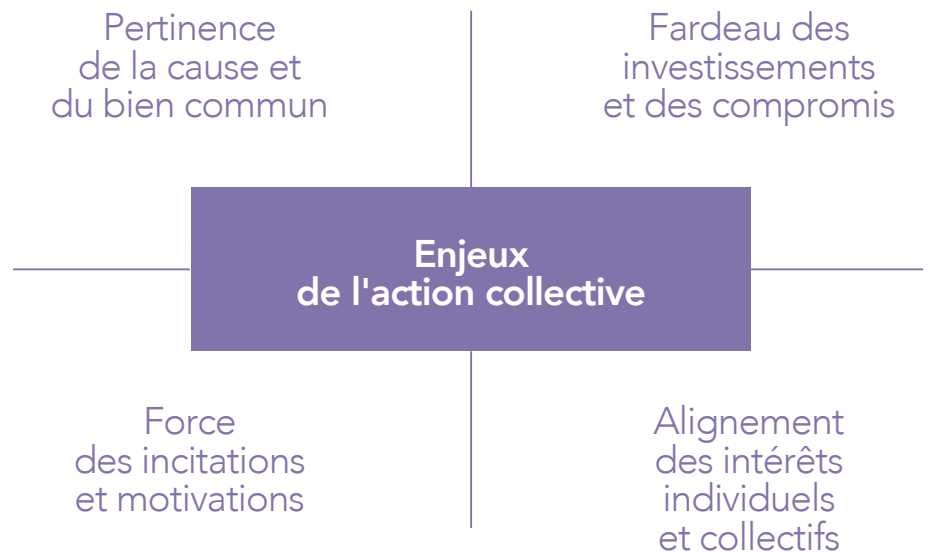 Pertinence
de la cause et
du bien commun
Fardeau des
investissements
et des compromis
Enjeux
de l'action collective
Force
des incitations
et motivations
Alignement
des intérêts
individuels
et collectifs